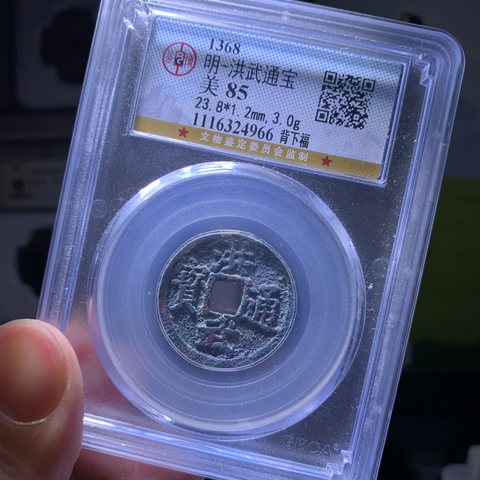 1368
明-洪武通宝
美 85
23.8*1.2mm,3.0g
1116324966 背下福
★ 文物鉴定委员会监制 ★
洪
寳 通
武
GBCA